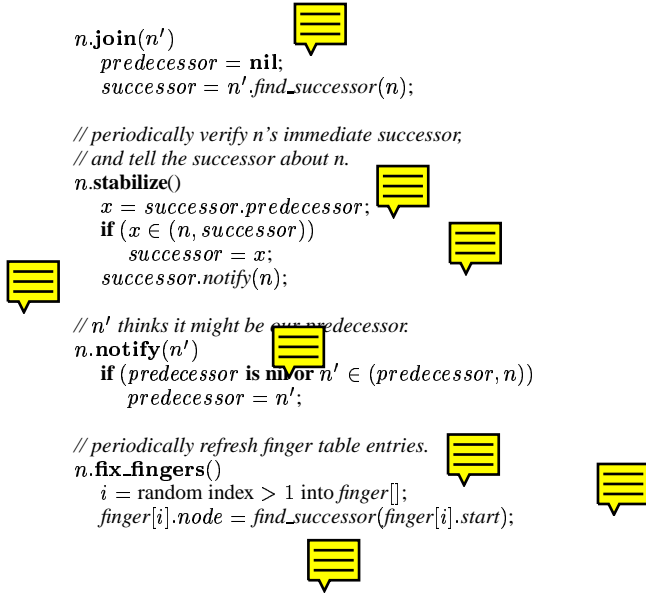 n.join(n′)
predecessor = nil;
successor = n′.find_successor(n);
// periodically verify n's immediate successor,
// and tell the successor about n.
n.stabilize()
x = successor.predecessor;
if (x ∈ (n, successor))
successor = x;
successor.notify(n);
// n′ thinks it might be our predecessor.
n.notify(n′)
if (predecessor is nil or n′ ∈ (predecessor, n))
predecessor = n′;
// periodically refresh finger table entries.
n.fix_fingers()
i = random index > 1 into finger[];
finger[i].node = find_successor(finger[i].start);